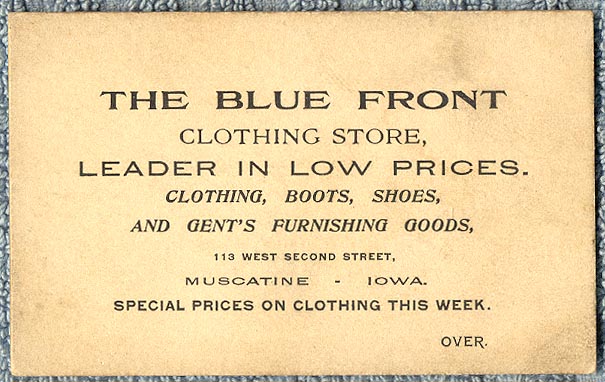 THE BLUE FRONT
CLOTHING STORE,
LEADER IN LOW PRICES.
CLOTHING, BOOTS, SHOES,
AND GENT'S FURNISHING GOODS,
113 WEST SECOND STREET,
MUSCATINE - IOWA.
SPECIAL PRICES ON CLOTHING THIS WEEK.
OVER.